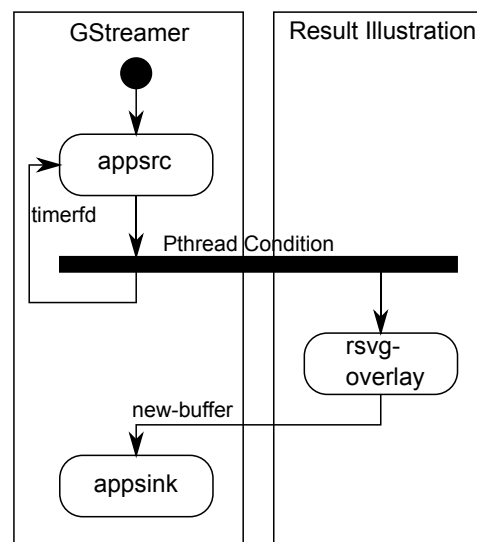 GStreamer
Result Illustration
appsrc
timerfd
Pthread Condition
rsvg-
overlay
new-buffer
appsink